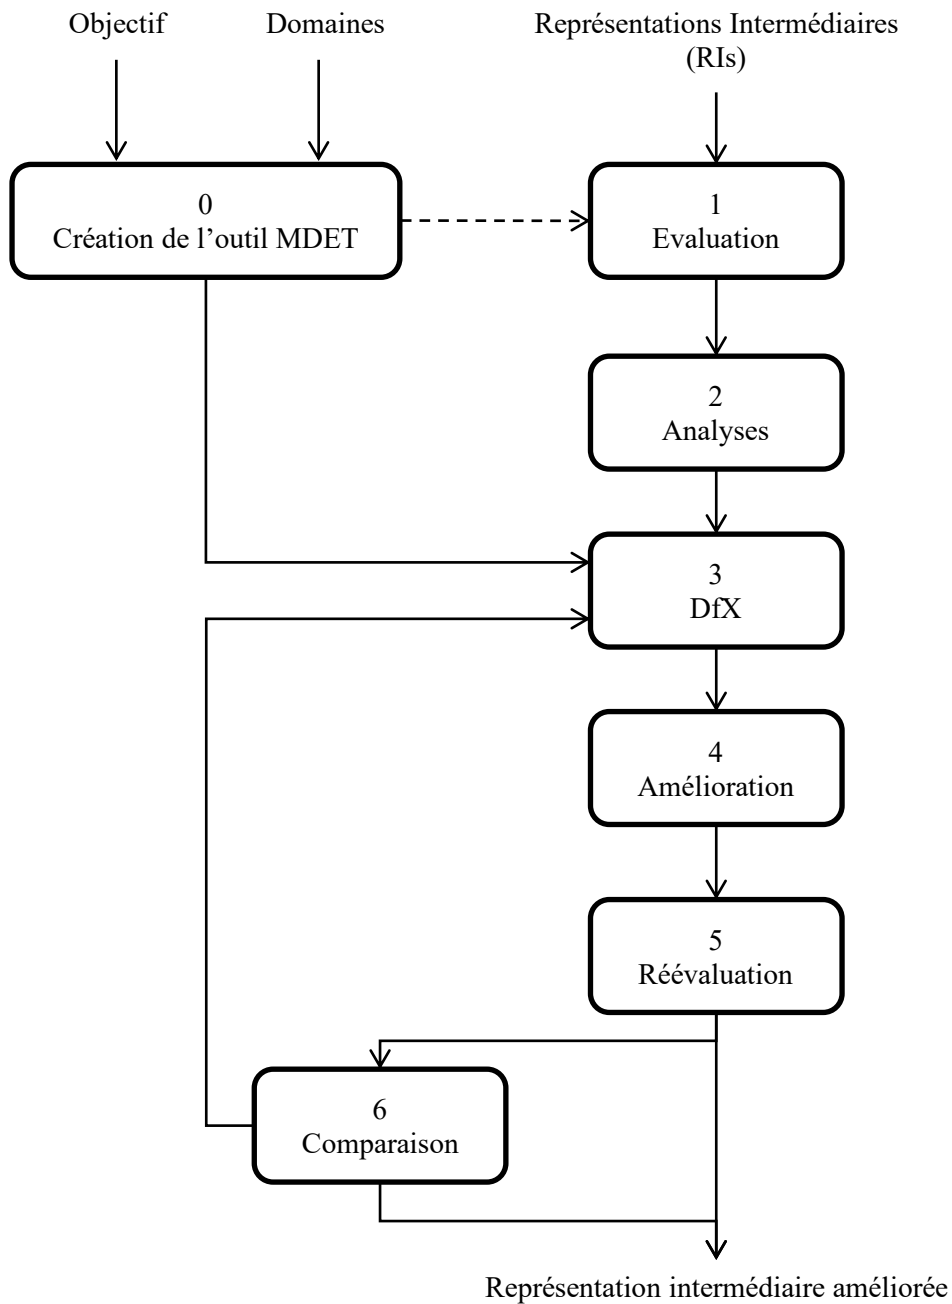 Objectif
Domaines
Représentations Intermédiaires
(RIs)
0
Création de l’outil MDET
1
Evaluation
2
Analyses
3
DfX
4
Amélioration
5
Réévaluation
6
Comparaison
Représentation intermédiaire améliorée